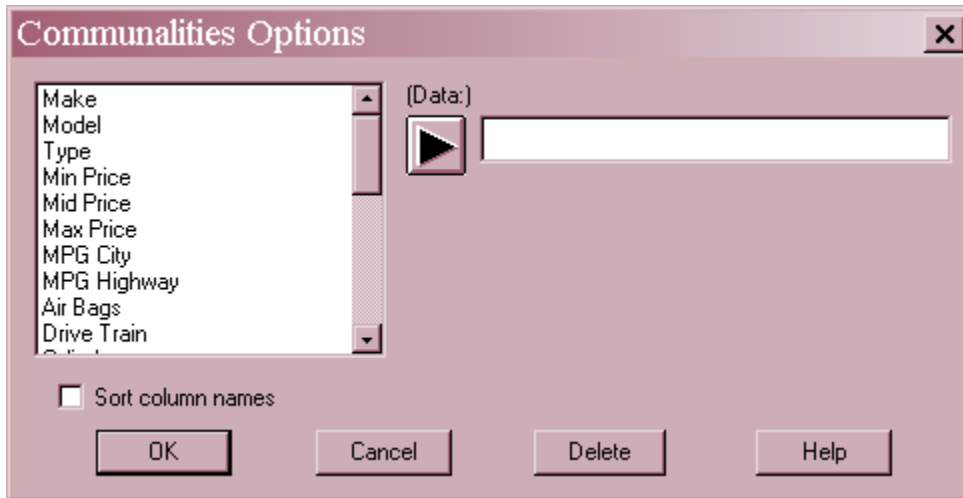 Communalities Options
Make
Model
Type
Min Price
Mid Price
Max Price
MPG City
MPG Highway
Air Bags
Drive Train
(Data:)
Sort column names
OK
Cancel
Delete
Help